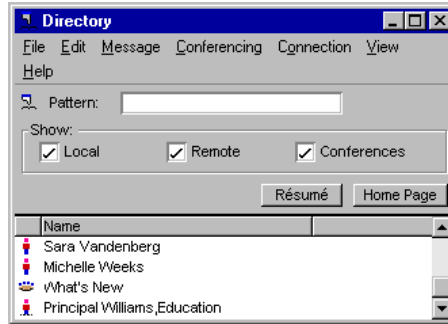 Directory
File Edit Message Conferencing Connection View
Help
Pattern:
Show:
Local Remote Conferences
Résumé Home Page
Name
Sara Vandenberg
Michelle Weeks
What's New
Principal Williams,Education